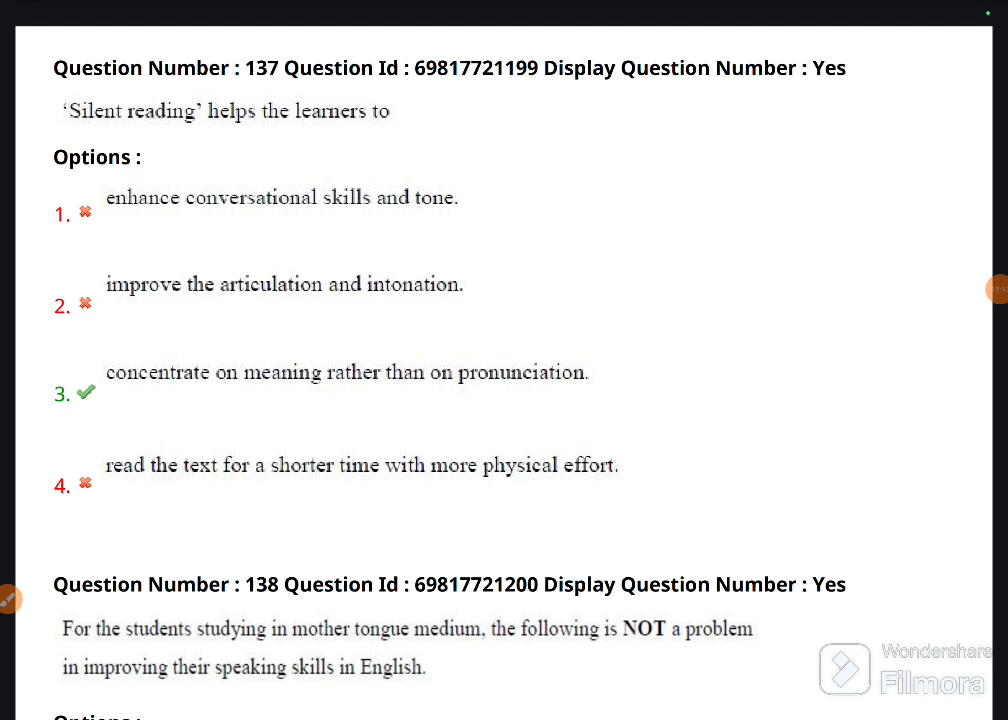 Question Number : 137 Question Id : 69817721199 Display Question Number : Yes
‘Silent reading’ helps the learners to
Options :
enhance conversational skills and tone.
1.
improve the articulation and intonation.
2.
concentrate on meaning rather than on pronunciation.
3.
read the text for a shorter time with more physical effort.
4.
Question Number : 138 Question Id : 69817721200 Display Question Number : Yes
For the students studying in mother tongue medium, the following is NOT a problem
in improving their speaking skills in English.
Wondershare
Filmora
Options :